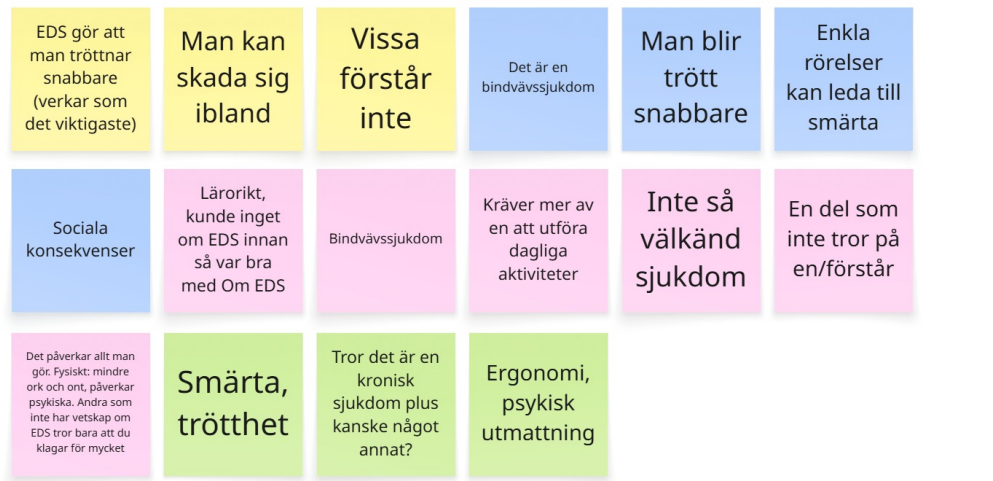 EDS gör att
man tröttnar
snabbare
(verkar som
det viktigaste)
Man kan
skada sig
ibland
Vissa
förstår
inte
Det är en
bindvävssjukdom
Man blir
trött
snabbare
Enkla
rörelser
kan leda till
smärta
Sociala
konsekvenser
Lärorikt,
kunde inget
om EDS innan
så var bra
med Om EDS
Bindvävssjukdom
Kräver mer av
en att utföra
dagliga
aktiviteter
Inte så
välkänd
sjukdom
En del som
inte tror på
en/förstår
Det påverkar allt man
gör. Fysiskt: mindre
ork och ont, påverkar
psykiska. Andra som
inte har vetskap om
EDS tror bara att du
klagar för mycket
Smärta,
trötthet
Tror det är en
kronisk
sjukdom plus
kanske något
annat?
Ergonomi,
psykisk
utmattning